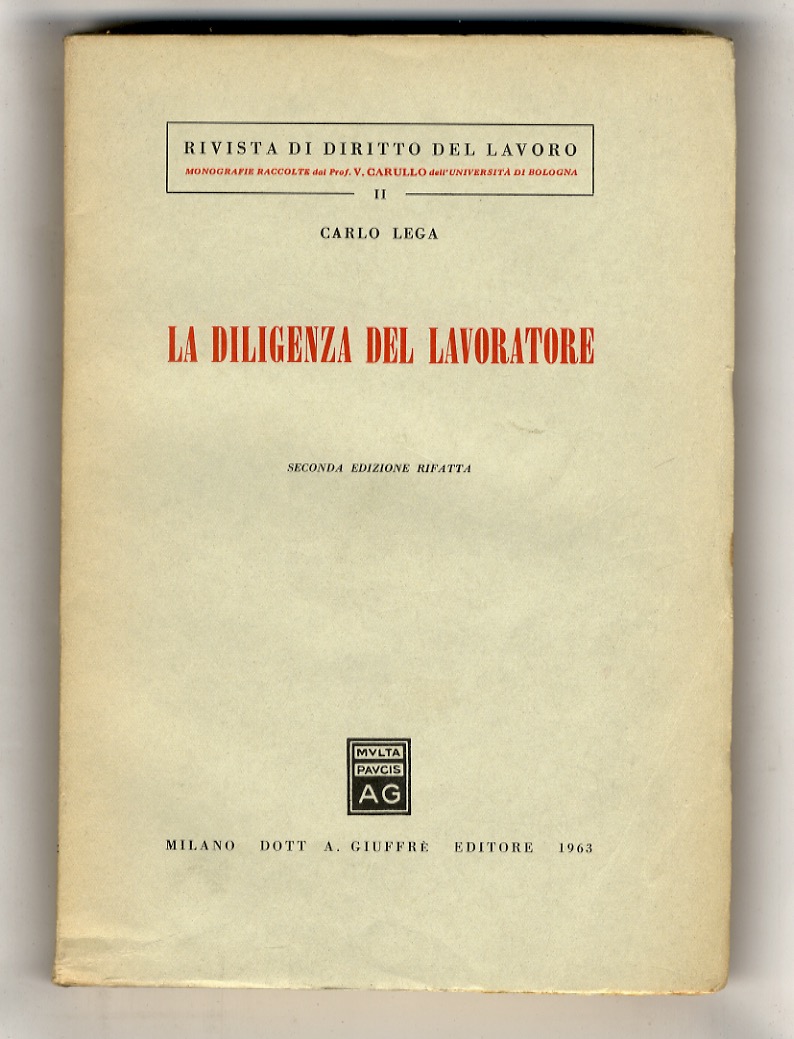 RIVISTA DI DIRITTO DEL LAVORO
MONOGRAFIE RACCOLTE dal Prof. V. CARULLO dell'UNIVERSITÀ DI BOLOGNA
II
CARLO LEGA
LA DILIGENZA DEL LAVORATORE
SECONDA EDIZIONE RIFATTA
MVLTA
PAVCIS
AG
MILANO DOTT A. GIUFFRÈ EDITORE 1963